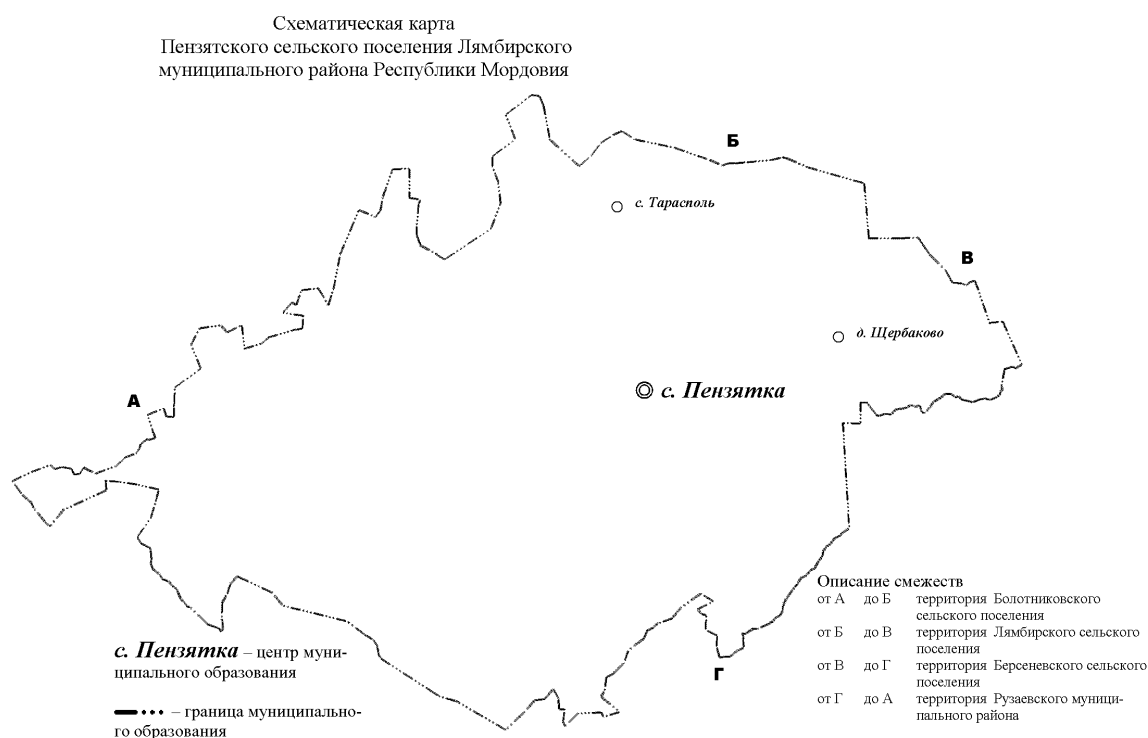 Схематическая карта
Пензятского сельского поселения Лямбирского
муниципального района Республики Мордовия
Б
с. Тарасполь
В
д. Щербаково
с. Пензятка
А
Описание смежеств
от А до Б территория Болотниковского
сельского поселения
от Б до В территория Лямбирского сельского
поселения
от В до Г территория Берсеневского сельского
поселения
от Г до А территория Рузаевского муници-
пального района
Г
с. Пензятка – центр муни-
ципального образования
– граница муниципально-
го образования